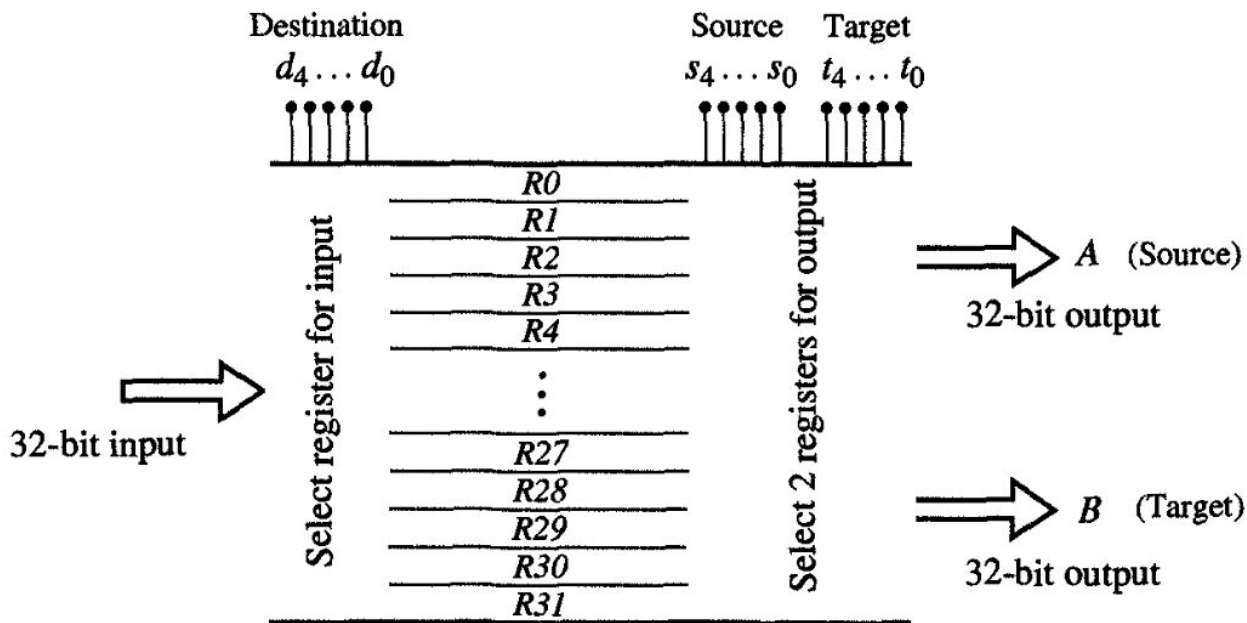 Destination
d4 ... d0
Source
s4 ... s0
Target
t4 ... t0
R0
R1
R2
R3
R4
R27
R28
R29
R30
R31
Select register for input
Select 2 registers for output
32-bit input
A (Source)
32-bit output
B (Target)
32-bit output